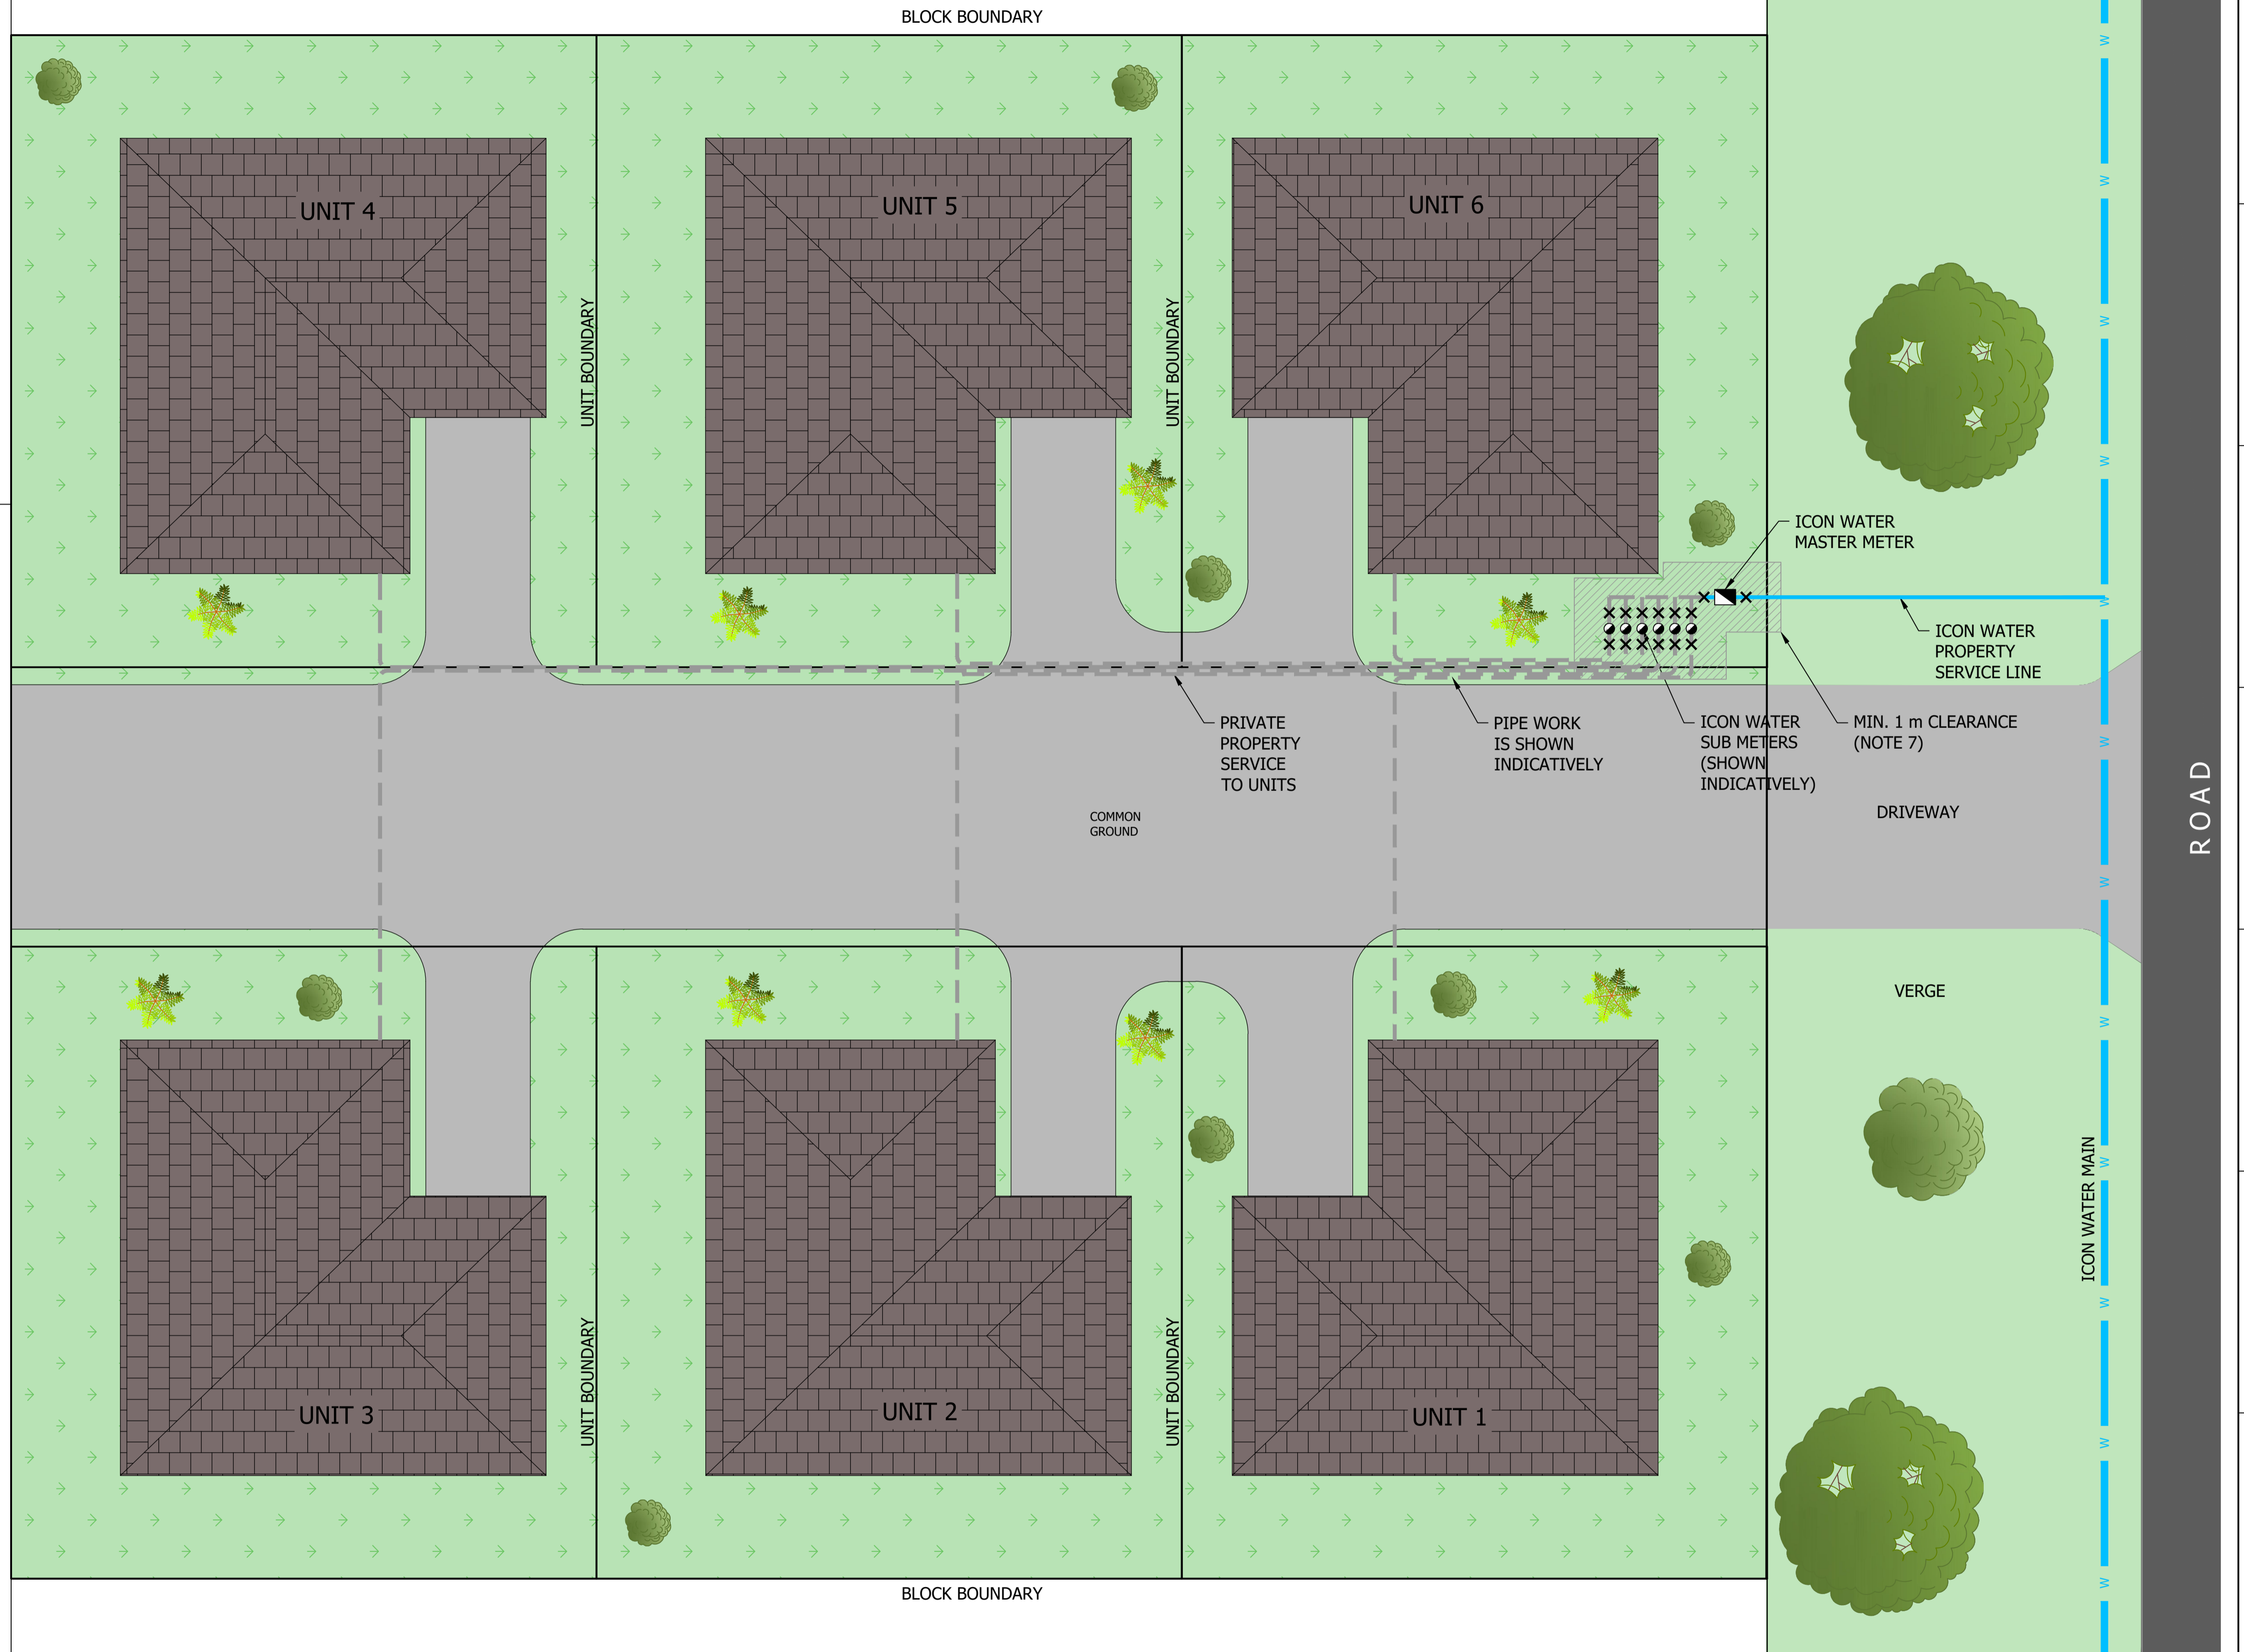 BLOCK BOUNDARY
UNIT 4
UNIT 5
UNIT 6
UNIT BOUNDARY
UNIT BOUNDARY
ICON WATER
MASTER METER
ICON WATER
PROPERTY
SERVICE LINE
PRIVATE
PROPERTY
SERVICE
TO UNITS
PIPE WORK
IS SHOWN
INDICATIVELY
ICON WATER
SUB METERS
(SHOWN
INDICATIVELY)
MIN. 1 m CLEARANCE
(NOTE 7)
COMMON
GROUND
DRIVEWAY
ROAD
VERGE
ICON WATER MAIN
W
W
W
W
W
W
W
W
W
W
W
W
UNIT BOUNDARY
UNIT BOUNDARY
UNIT 3
UNIT 2
UNIT 1
BLOCK BOUNDARY